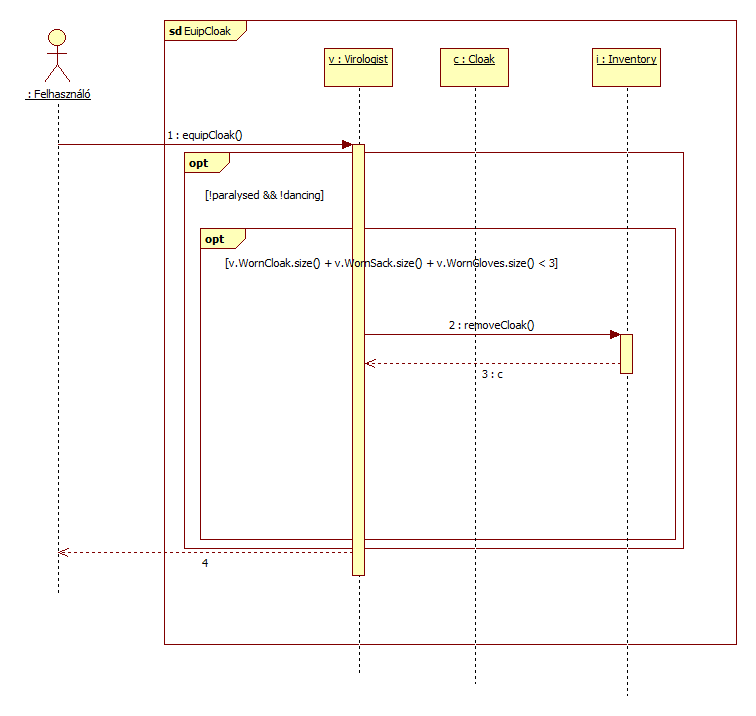 sd EuipCloak
: Felhasználó
v : Virologist
c : Cloak
i : Inventory
1 : equipCloak()
opt
[!paralysed && !dancing]
opt
[v.WornCloak.size() + v.WornSack.size() + v.WornGloves.size() < 3]
2 : removeCloak()
3 : c
4